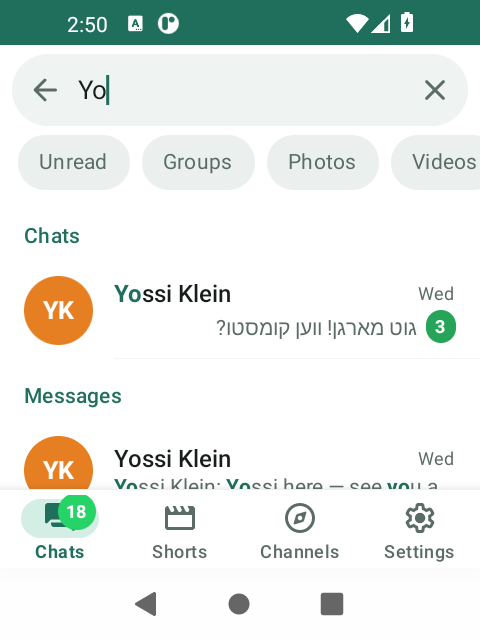 2:50
Yo
Unread Groups Photos Videos
Chats
YK
Yossi Klein
Wed
גוט מארגן! ווען קומסטו?
3
Messages
YK
Yossi Klein
Wed
Yossi Klein: Yossi here — see you a
18
Chats Shorts Channels Settings